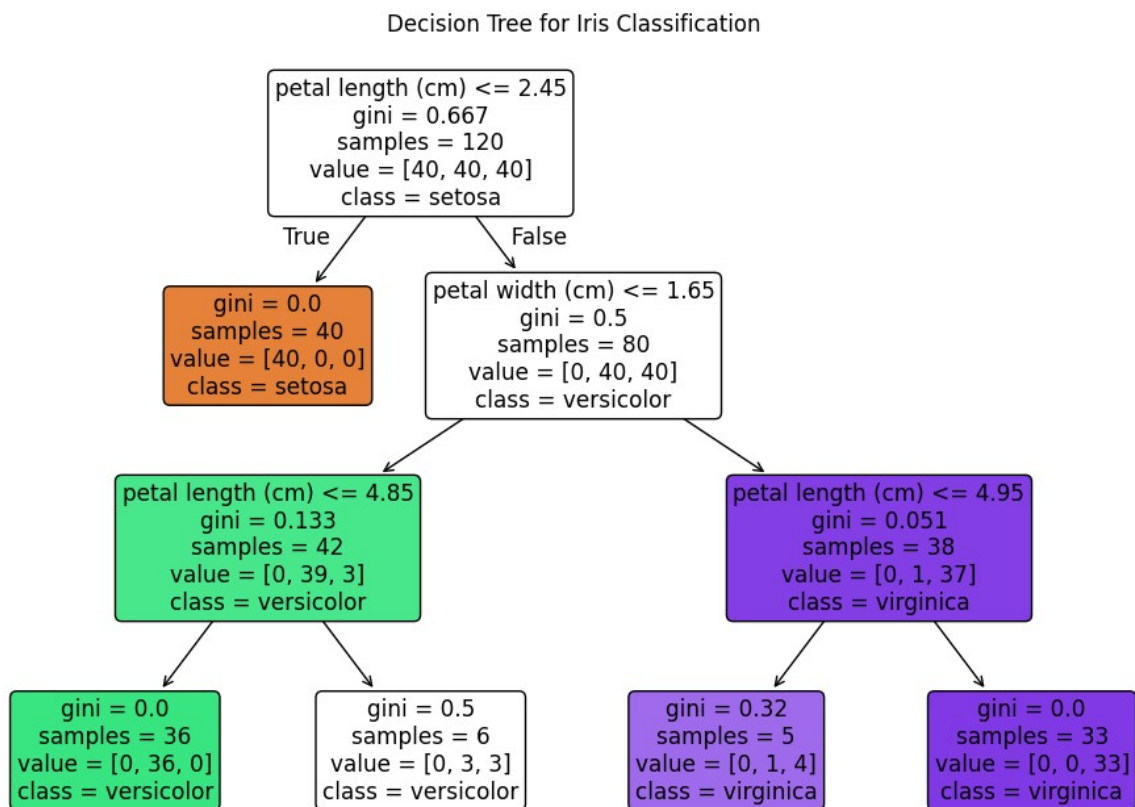 Decision Tree for Iris Classification
petal length (cm) <= 2.45
gini = 0.667
samples = 120
value = [40, 40, 40]
class = setosa
True
False
gini = 0.0
samples = 40
value = [40, 0, 0]
class = setosa
petal width (cm) <= 1.65
gini = 0.5
samples = 80
value = [0, 40, 40]
class = versicolor
petal length (cm) <= 4.85
gini = 0.133
samples = 42
value = [0, 39, 3]
class = versicolor
petal length (cm) <= 4.95
gini = 0.051
samples = 38
value = [0, 1, 37]
class = virginica
gini = 0.0
samples = 36
value = [0, 36, 0]
class = versicolor
gini = 0.5
samples = 6
value = [0, 3, 3]
class = versicolor
gini = 0.32
samples = 5
value = [0, 1, 4]
class = virginica
gini = 0.0
samples = 33
value = [0, 0, 33]
class = virginica